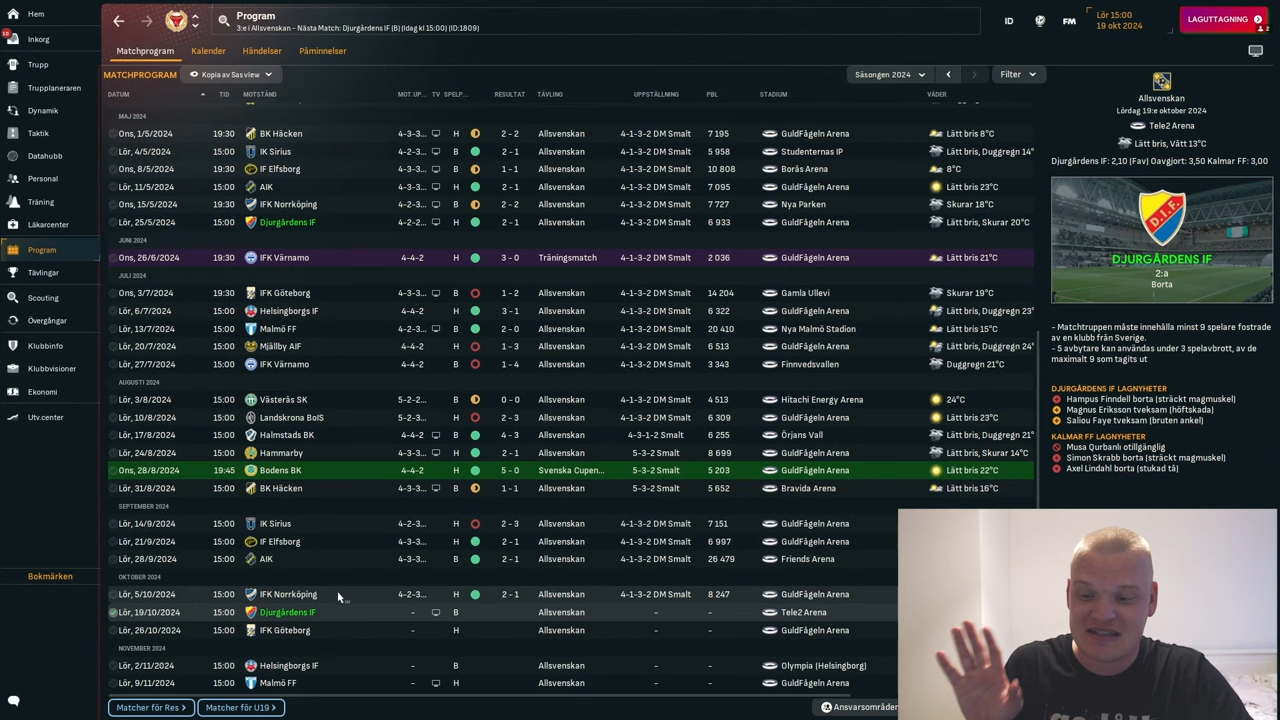 Hem
10
Inkorg
Trupp
Trupplaneraren
Dynamik
Taktik
Datahubb
Personal
Träning
Läkarcenter
Program
Tävlingar
Scouting
Övergångar
Klubbinfo
Klubbvisioner
Ekonomi
Utv.center
Bokmärken
Program
3:e i Allsvenskan - Nästa Match: Djurgårdens IF (B) (Idag kl 15:00) (ID:1809)
ID
FM
Lör 15:00
19 okt 2024
LAGUTTAGNING
2
Matchprogram Kalender Händelser Påminnelser
MATCHPROGRAM Kopia av Sas view Säsongen 2024 Filter
DATUM TID MOTSTÅND MOT.UP... TV SPELP... RESULTAT TÄVLING UPPSTÄLLNING PBL STADIUM VÄDER
MAJ 2024
Ons, 1/5/2024 19:30 BK Häcken 4-3-3... H 2 - 2 Allsvenskan 4-1-3-2 DM Smalt 7 195 GuldFågeln Arena Lätt bris 8°C
Lör, 4/5/2024 15:00 IK Sirius 4-3-3... B 2 - 1 Allsvenskan 4-1-3-2 DM Smalt 5 958 Studenternas IP Lätt bris, Duggregn 14°
Ons, 8/5/2024 19:30 IF Elfsborg 4-3-3... B 1 - 1 Allsvenskan 4-1-3-2 DM Smalt 10 808 Borås Arena 8°C
Lör, 11/5/2024 15:00 AIK 4-3-3... H 2 - 1 Allsvenskan 4-1-3-2 DM Smalt 7 095 GuldFågeln Arena Lätt bris 23°C
Ons, 15/5/2024 19:30 IFK Norrköping 4-3-3... B 2 - 2 Allsvenskan 4-1-3-2 DM Smalt 7 727 Nya Parken Skurar 18°C
Lör, 25/5/2024 15:00 Djurgårdens IF 4-2-2... H 2 - 1 Allsvenskan 4-1-3-2 DM Smalt 6 933 GuldFågeln Arena Lätt bris, Skurar 20°C
JUNI 2024
Ons, 26/6/2024 19:30 IFK Värnamo 4-4-2 H 3 - 0 Träningsmatch 4-1-3-2 DM Smalt 2 036 GuldFågeln Arena Lätt bris 21°C
JULI 2024
Ons, 3/7/2024 19:30 IFK Göteborg 4-3-3... B 1 - 2 Allsvenskan 4-1-3-2 DM Smalt 14 204 Gamla Ullevi Skurar 19°C
Lör, 6/7/2024 15:00 Helsingborgs IF 4-4-2 H 3 - 1 Allsvenskan 4-1-3-2 DM Smalt 6 322 GuldFågeln Arena Lätt bris, Duggregn 23°
Lör, 13/7/2024 15:00 Malmö FF 4-3-3... B 2 - 0 Allsvenskan 4-1-3-2 DM Smalt 20 410 Nya Malmö Stadion Lätt bris 15°C
Lör, 20/7/2024 15:00 Mjällby AIF 4-4-2 H 1 - 3 Allsvenskan 4-1-3-2 DM Smalt 6 513 GuldFågeln Arena Lätt bris, Duggregn 24°
Lör, 27/7/2024 15:00 IFK Värnamo 4-4-2 B 1 - 4 Allsvenskan 4-1-3-2 DM Smalt 3 343 Finnvedsvallen Duggregn 21°C
AUGUSTI 2024
Lör, 3/8/2024 15:00 Västerås SK 5-2-2... B 0 - 0 Allsvenskan 4-1-3-2 DM Smalt 4 513 Hitachi Energy Arena 24°C
Lör, 10/8/2024 15:00 Landskrona BoIS 5-2-3... H 2 - 3 Allsvenskan 4-1-3-2 DM Smalt 6 309 GuldFågeln Arena Lätt bris 23°C
Lör, 17/8/2024 15:00 Halmstads BK 4-4-2 B 4 - 3 Allsvenskan 4-3-1-2 Smalt 6 255 Örjans Vall Lätt bris, Duggregn 21°
Lör, 24/8/2024 15:00 Hammarby 4-3-3... H 2 - 1 Allsvenskan 5-3-2 Smalt 8 699 GuldFågeln Arena Lätt bris, Skurar 14°C
Ons, 28/8/2024 19:45 Bodens BK 4-4-2 H 5 - 0 Svenska Cupen... 5-3-2 Smalt 5 203 GuldFågeln Arena Lätt bris 22°C
Lör, 31/8/2024 15:00 BK Häcken 4-3-3... B 1 - 1 Allsvenskan 5-3-2 Smalt 5 652 Bravida Arena Lätt bris 16°C
SEPTEMBER 2024
Lör, 14/9/2024 15:00 IK Sirius 4-2-3... H 2 - 3 Allsvenskan 4-1-3-2 DM Smalt 7 151 GuldFågeln Arena
Lör, 21/9/2024 15:00 IF Elfsborg 4-3-3... H 2 - 1 Allsvenskan 4-1-3-2 DM Smalt 6 997 GuldFågeln Arena
Lör, 28/9/2024 15:00 AIK 4-3-3... B 2 - 1 Allsvenskan 4-1-3-2 DM Smalt 26 479 Friends Arena
OKTOBER 2024
Lör, 5/10/2024 15:00 IFK Norrköping 4-2-3... H 2 - 1 Allsvenskan 4-1-3-2 DM Smalt 8 247 GuldFågeln Arena
Lör, 19/10/2024 15:00 Djurgårdens IF - B Allsvenskan - - Tele2 Arena
Lör, 26/10/2024 15:00 IFK Göteborg - H Allsvenskan - - GuldFågeln Arena
NOVEMBER 2024
Lör, 2/11/2024 15:00 Helsingborgs IF - B Allsvenskan - - Olympia (Helsingborg)
Lör, 9/11/2024 15:00 Malmö FF - H Allsvenskan - - GuldFågeln Arena
Matcher för Res Matcher för U19 Ansvarsområden
Allsvenskan
Lördag 19:e oktober 2024
Tele2 Arena
Lätt bris, Vått 13°C
Djurgårdens IF: 2,10 (Fav) Oavgjort: 3,50 Kalmar FF: 3,00
D.I.F.
DJURGÅRDENS IF
2:a
Borta
- Matchtruppen måste innehålla minst 9 spelare fostrade
av en klubb från Sverige.
- 5 avbytare kan användas under 3 spelavbrott, av de
maximalt 9 som tagits ut
DJURGÅRDENS IF LAGNYHETER
Hampus Finndell borta (sträckt magmuskel)
Magnus Eriksson tveksam (höftskada)
Saliou Faye tveksam (bruten ankel)
KALMAR FF LAGNYHETER
Musa Qurbanli otillgänglig
Simon Skrabb borta (sträckt magmuskel)
Axel Lindahl borta (stukad tå)